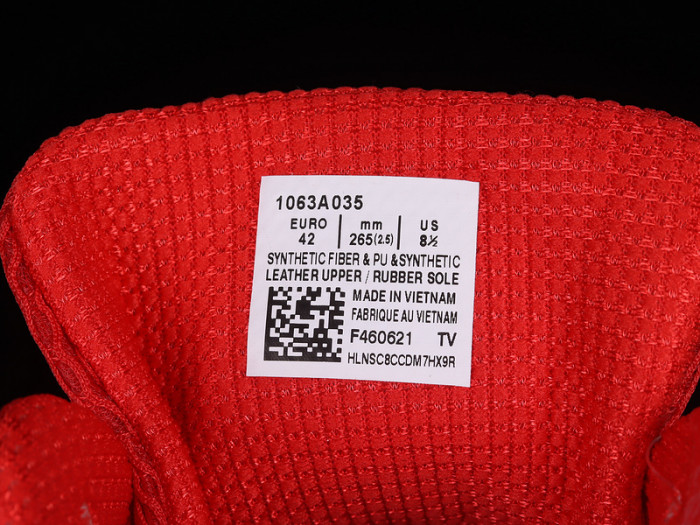 1063A035
EURO mm US
42 265(2.5) 8½
SYNTHETIC FIBER & PU &SYNTHETIC
LEATHER UPPER / RUBBER SOLE
MADE IN VIETNAM
FABRIQUE AU VIETNAM
F460621 TV
HLNSC8CCDM7HX9R